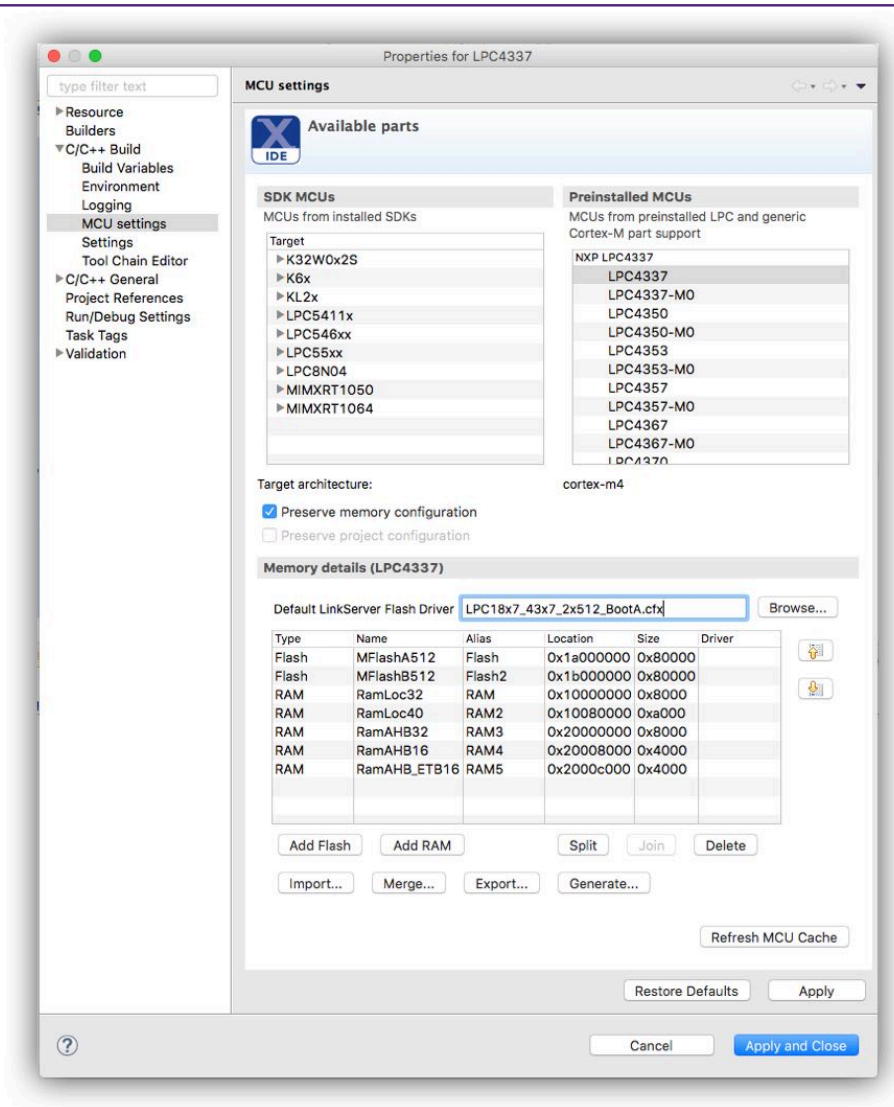 Properties for LPC4337
type filter text
Resource
Builders
C/C++ Build
Build Variables
Environment
Logging
MCU settings
Settings
Tool Chain Editor
C/C++ General
Project References
Run/Debug Settings
Task Tags
Validation
MCU settings
IDE
Available parts
SDK MCUs
MCUs from installed SDKs
Target
K32W0x2S
K6x
KL2x
LPC5411x
LPC546xx
LPC55xx
LPC8N04
MIMXRT1050
MIMXRT1064
Preinstalled MCUs
MCUs from preinstalled LPC and generic
Cortex-M part support
NXP LPC4337
LPC4337
LPC4337-M0
LPC4350
LPC4350-M0
LPC4353
LPC4353-M0
LPC4357
LPC4357-M0
LPC4367
LPC4367-M0
LPC4370
Target architecture: cortex-m4
Preserve memory configuration
Preserve project configuration
Memory details (LPC4337)
Default LinkServer Flash Driver LPC18x7_43x7_2x512_BootA.cfx Browse...
Type Name Alias Location Size Driver
Flash MFlashA512 Flash 0x1a000000 0x80000
Flash MFlashB512 Flash2 0x1b000000 0x80000
RAM RamLoc32 RAM 0x10000000 0x8000
RAM RamLoc40 RAM2 0x10080000 0xa000
RAM RamAHB32 RAM3 0x20000000 0x8000
RAM RamAHB16 RAM4 0x20008000 0x4000
RAM RamAHB_ETB16 RAM5 0x2000c000 0x4000
Add Flash Add RAM Split Join Delete
Import... Merge... Export... Generate...
Refresh MCU Cache
Restore Defaults Apply
? Cancel Apply and Close